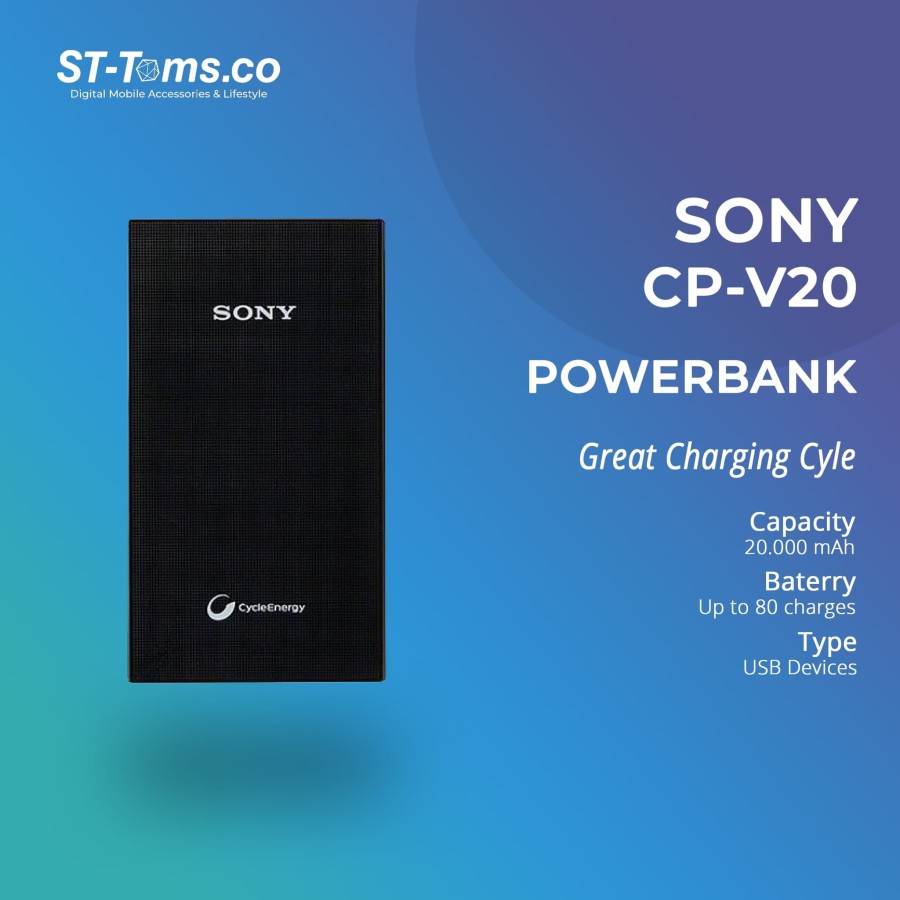 ST-Toms.co
Digital Mobile Accessories & Lifestyle
SONY
CP-V20
POWERBANK
Great Charging Cyle
Capacity
20.000 mAh
Baterry
Up to 80 charges
Type
USB Devices
SONY
CycleEnergy